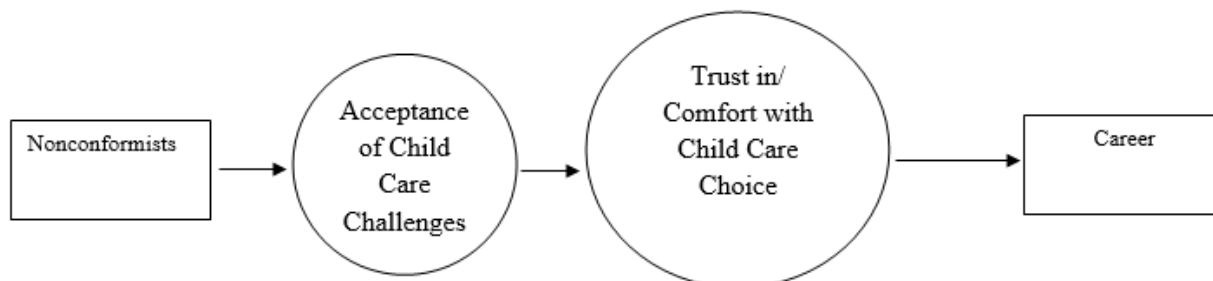 Nonconformists
Acceptance
of Child
Care
Challenges
Trust in/
Comfort with
Child Care
Choice
Career